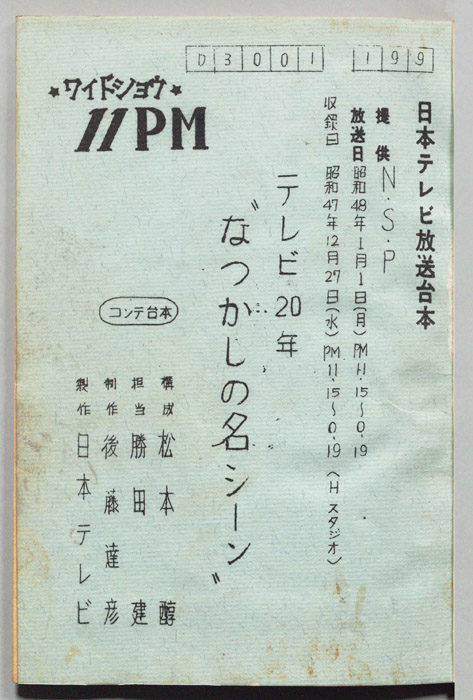 D3001 199
日本テレビ放送台本
提供 N.S.P
放送日 昭和48年1月1日(月) PM11.15〜0.19
収録日 昭和47年12月27日(水) PM11.15〜0.19 (Hスタジオ)
★ワイドショウ★
11PM
テレビ20年
〝なつかしの名シーン〟
コンテ台本
構成 松本 醇
担当 勝田 建
制作 後藤達彦
製作 日本テレビ